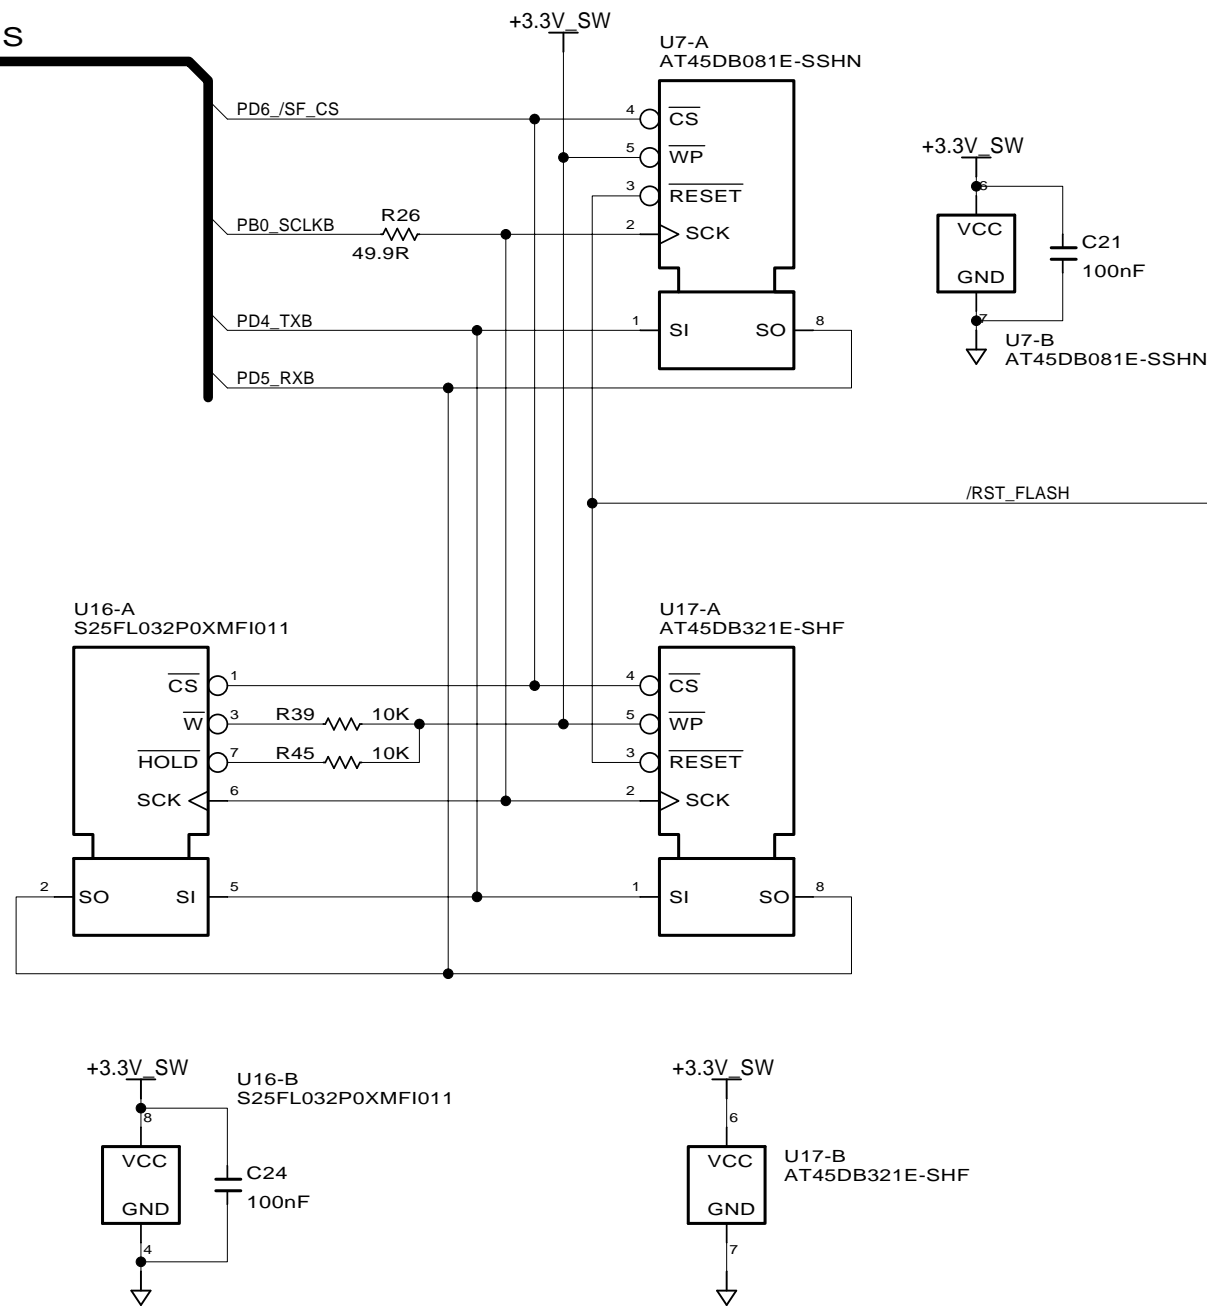 S
+3.3V_SW
U7-A
AT45DB081E-SSHN
PD6_/SF_CS
4
CS
5
WP
3
RESET
PB0_SCLKB
R26
49.9R
2
SCK
PD4_TXB
1
SI
SO
8
PD5_RXB
+3.3V_SW
6
VCC
GND
7
C21
100nF
U7-B
AT45DB081E-SSHN
/RST_FLASH
U16-A
S25FL032P0XMFI011
CS
1
W
3
R39
10K
HOLD
7
R45
10K
SCK
6
2
SO
SI
5
U17-A
AT45DB321E-SHF
4
CS
5
WP
3
RESET
2
SCK
1
SI
SO
8
+3.3V_SW
U16-B
S25FL032P0XMFI011
8
VCC
GND
4
C24
100nF
+3.3V_SW
6
VCC
GND
7
U17-B
AT45DB321E-SHF